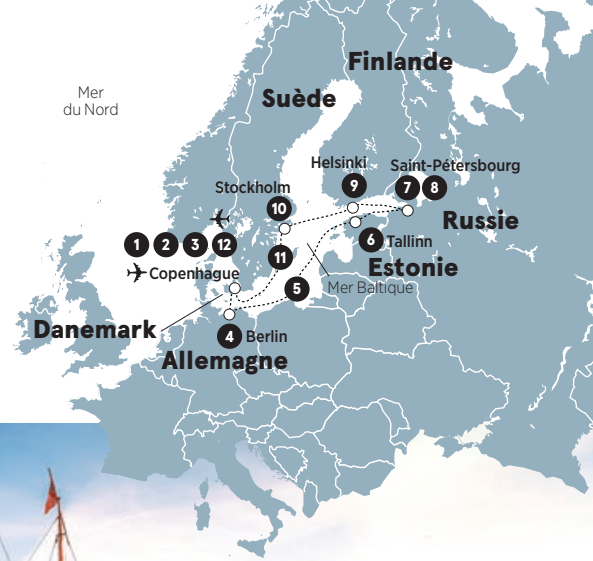 Finlande
Mer
du Nord
Suède
Helsinki
Saint-Pétersbourg
9
7 8
Stockholm
10
Russie
1 2 3 12
6 Tallinn
11
Estonie
Copenhague
5
Mer Baltique
Danemark
4 Berlin
Allemagne